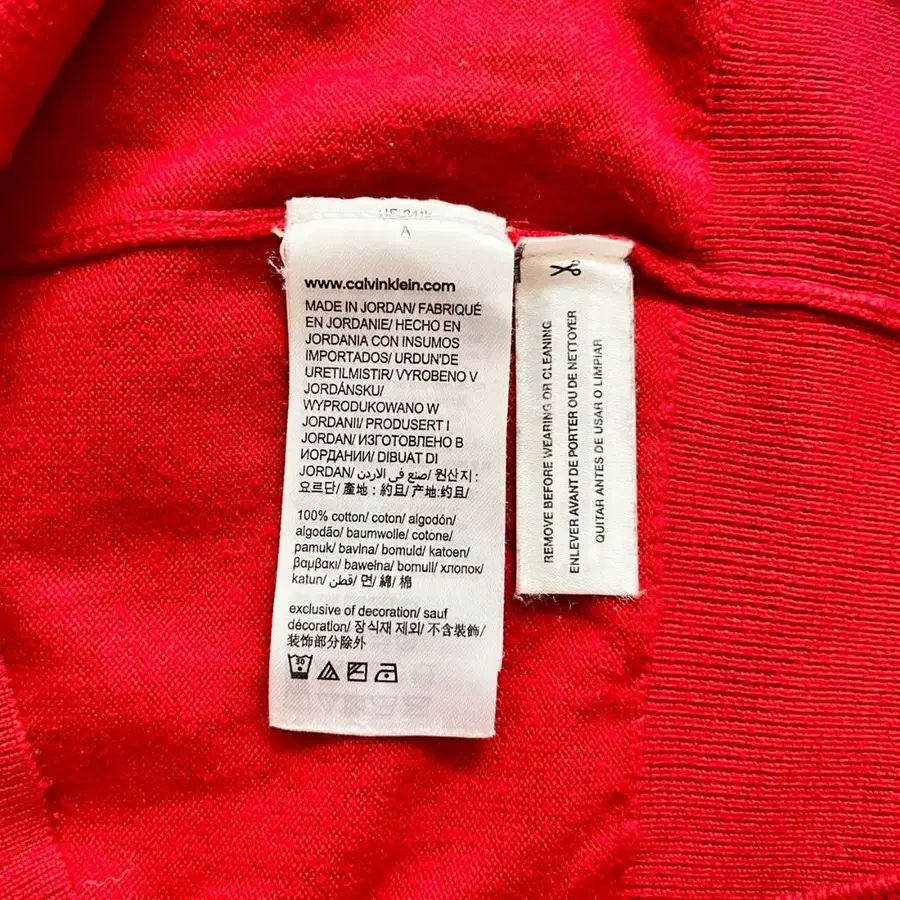 A
www.calvinklein.com
MADE IN JORDAN/ FABRIQUÉ
EN JORDANIE/ HECHO EN
JORDANIA CON INSUMOS
IMPORTADOS/ URDUN'DE
URETILMISTIR/ VYROBENO V
JORDÁNSKU/
WYPRODUKOWANO W
JORDANII/ PRODUSERT I
JORDAN/ ИЗГОТОВЛЕНО В
ИОРДАНИИ/ DIBUAT DI
JORDAN/ صنع في الاردن/ 원산지 :
요르단/ 產地 : 約旦/ 产地:约旦/
100% cotton/ coton/ algodón/
algodão/ baumwolle/ cotone/
pamuk/ bavlna/ bomuld/ katoen/
βαμβακι/ bawełna/ bomull/ хлопок/
katun/ قطن/ 면/ 綿/ 棉
exclusive of decoration/ sauf
décoration/ 장식재 제외/ 不含裝飾/
装饰部分除外
30
REMOVE BEFORE WEARING OR CLEANING
ENLEVER AVANT DE PORTER OU DE NETTOYER
QUITAR ANTES DE USAR O LIMPIAR